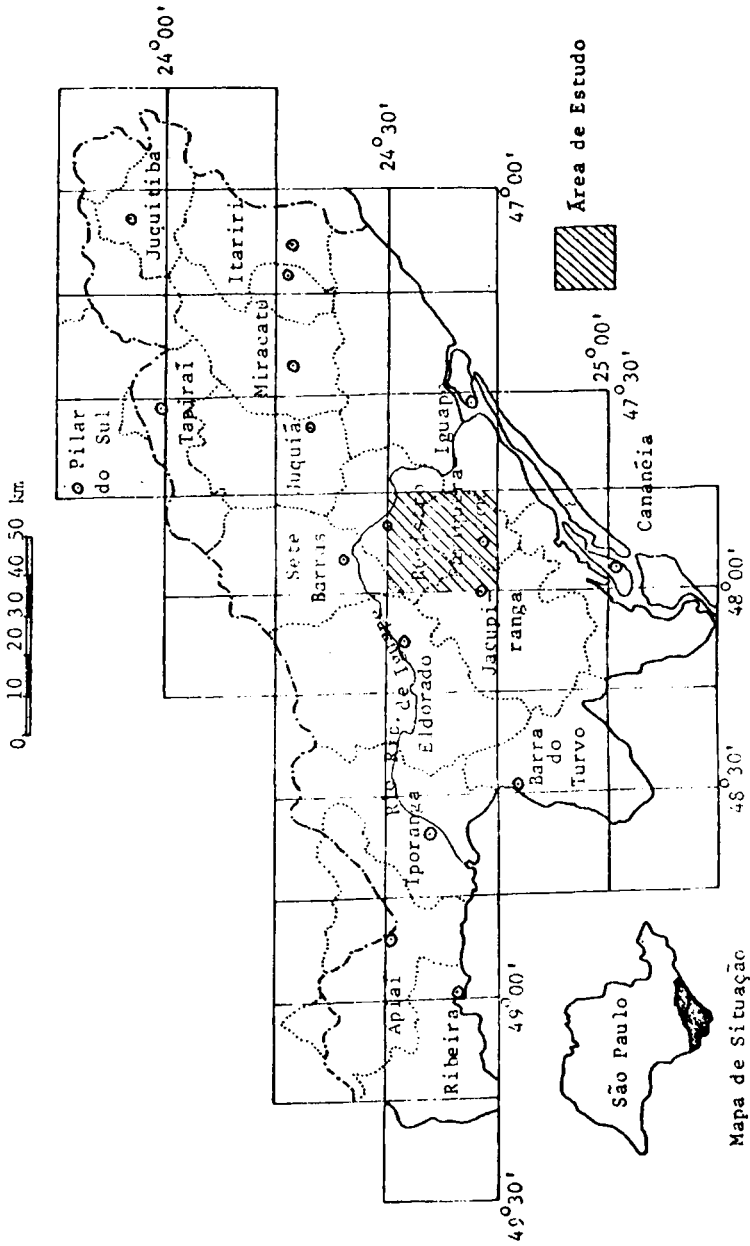 0 10 20 30 40 50 km
Pilar
do Sul
24°00'
Juquitiba
Tapiraí
Itariri
Miracatu
Juquiá
Sete
Barras
24°30'
47°00'
Iguape
Eldorado
Iporanga
Apiaí
Ribeira
Jacupi-
ranga
Barra
do
Turvo
Cananéia
25°00'
47°30'
48°00'
48°30'
49°00'
49°30'
Área de Estudo
São Paulo
Mapa de Situação